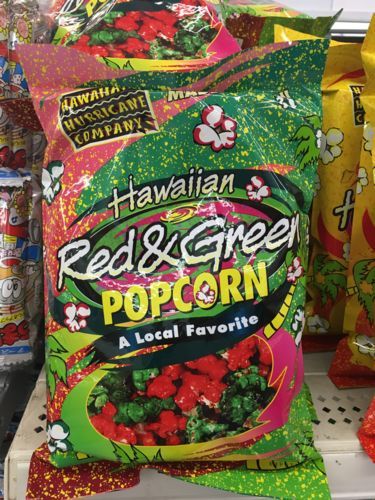 HAWAIIAN
HURRICANE
COMPANY
Hawaiian
Red&Green
POPCORN
A Local Favorite